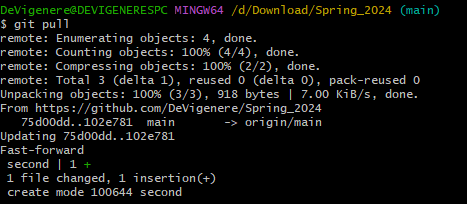 DeVigenere@DEVIGENERESPC MINGW64 /d/Download/Spring_2024 (main)
$ git pull
remote: Enumerating objects: 4, done.
remote: Counting objects: 100% (4/4), done.
remote: Compressing objects: 100% (2/2), done.
remote: Total 3 (delta 1), reused 0 (delta 0), pack-reused 0
Unpacking objects: 100% (3/3), 918 bytes | 7.00 KiB/s, done.
From https://github.com/DeVigenere/Spring_2024
   75d00dd..102e781  main       -> origin/main
Updating 75d00dd..102e781
Fast-forward
 second | 1 +
 1 file changed, 1 insertion(+)
 create mode 100644 second